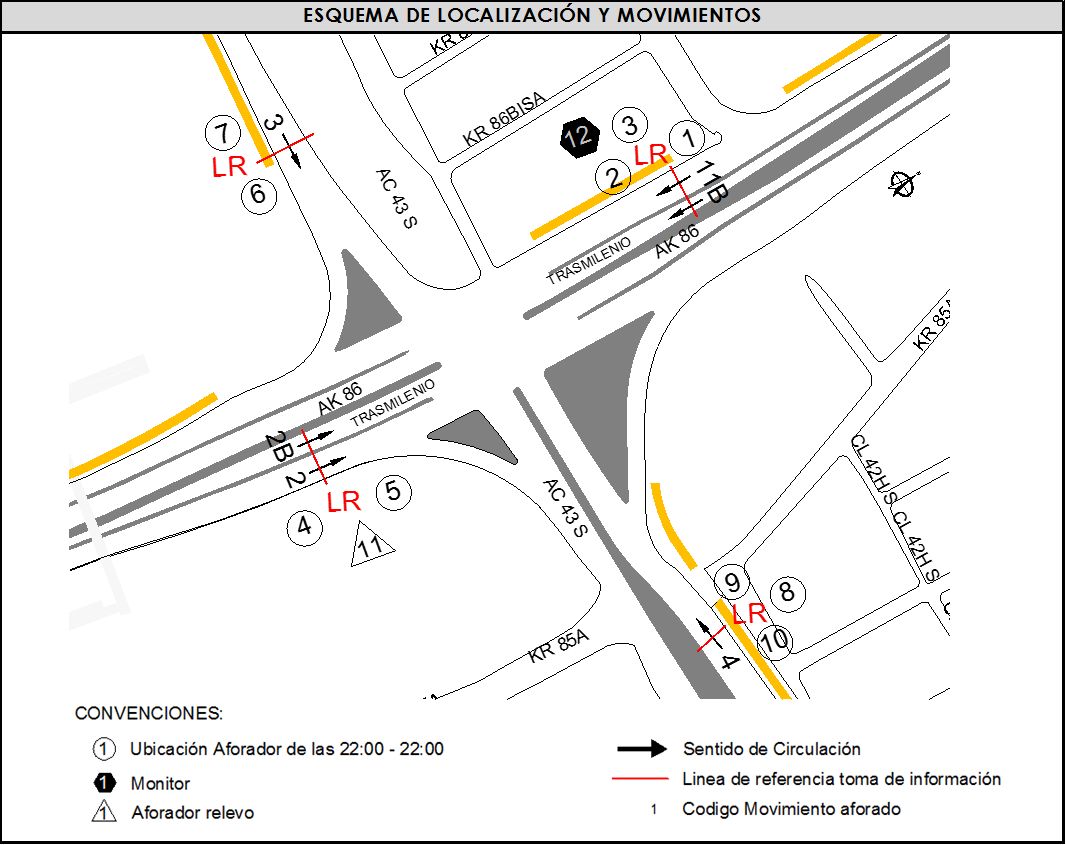 ESQUEMA DE LOCALIZACIÓN Y MOVIMIENTOS
KR 86BISA
12
3
1
7
3
LR
LR
2
6
AC 43 S
1
1B
AK 86
TRASMILENIO
KR 85A
AK 86
TRASMILENIO
2B
2
LR
5
4
11
AC 43 S
CL 42H S
CL 42H S
9
8
LR
10
4
KR 85A
CONVENCIONES:
1 Ubicación Aforador de las 22:00 - 22:00
1 Monitor
1 Aforador relevo
Sentido de Circulación
Linea de referencia toma de información
1 Codigo Movimiento aforado